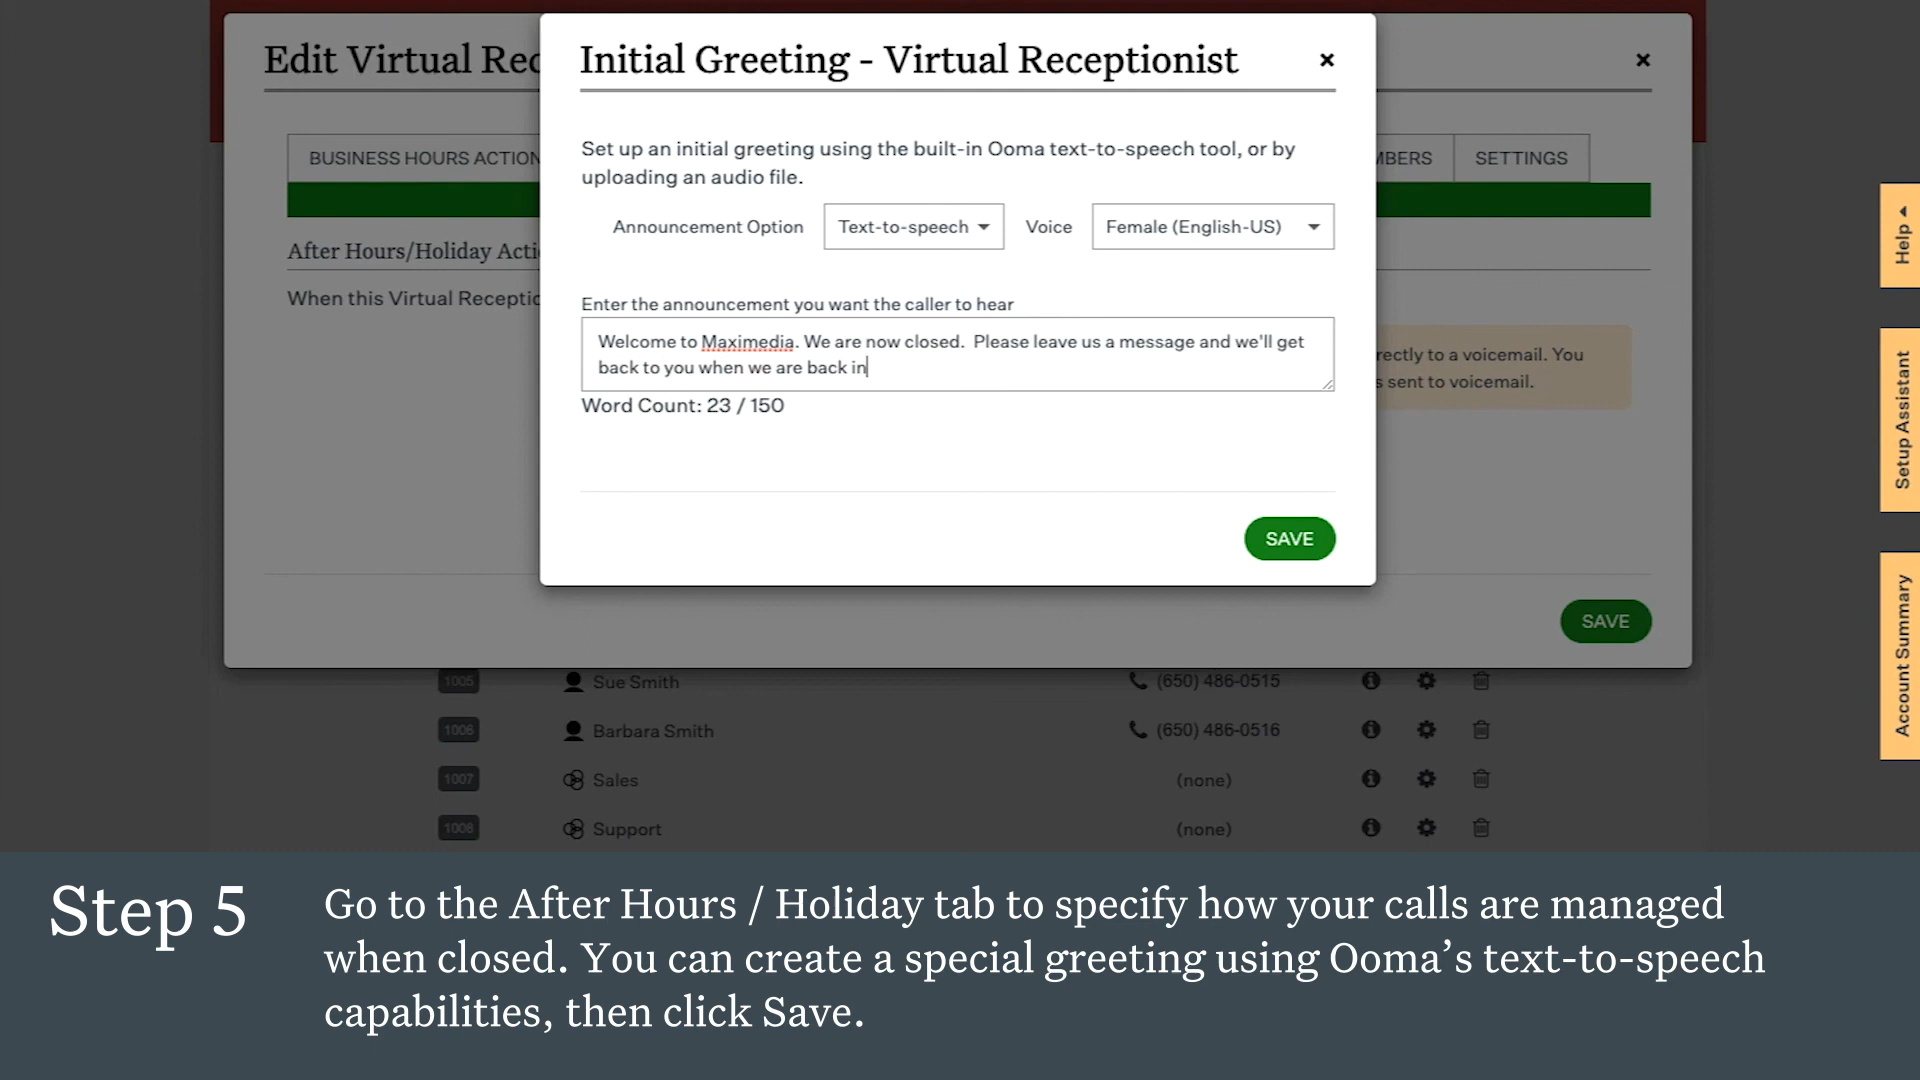 Edit Virtual Rec
Initial Greeting - Virtual Receptionist
BUSINESS HOURS ACTION
MBERS
SETTINGS
Set up an initial greeting using the built-in Ooma text-to-speech tool, or by
uploading an audio file.
Announcement Option
Text-to-speech
Voice
Female (English-US)
After Hours/Holiday Acti
When this Virtual Receptio
Enter the announcement you want the caller to hear
Welcome to Maximedia. We are now closed.  Please leave us a message and we'll get
back to you when we are back in
rectly to a voicemail. You
s sent to voicemail.
Word Count: 23 / 150
SAVE
SAVE
Help
Setup Assistant
Account Summary
1005 Sue Smith (650) 486-0515
1006 Barbara Smith (650) 486-0516
1007 Sales (none)
1008 Support (none)
Step 5
Go to the After Hours / Holiday tab to specify how your calls are managed
when closed. You can create a special greeting using Ooma’s text-to-speech
capabilities, then click Save.